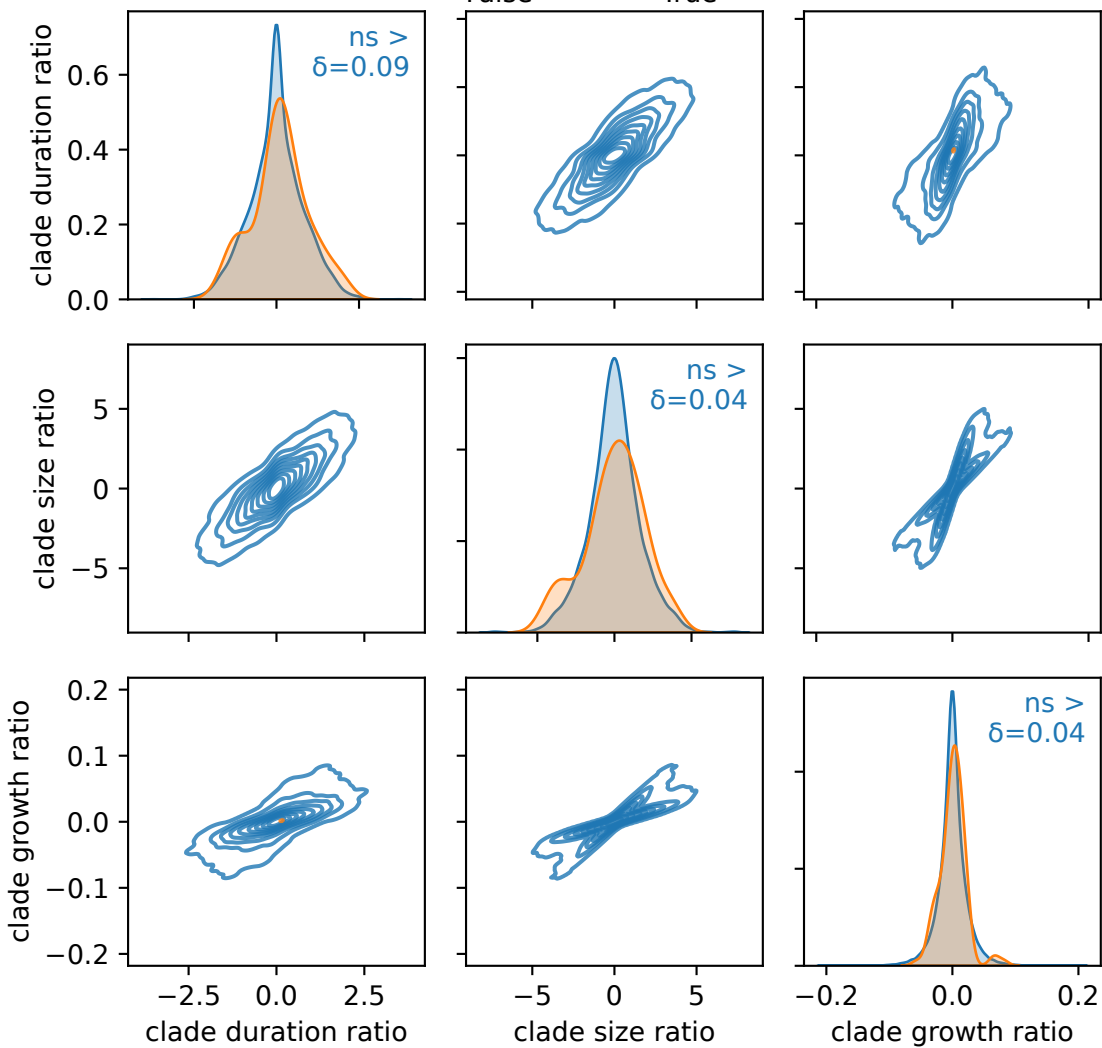 False True
clade duration ratio
0.6
0.4
0.2
0.0
ns >
δ=0.09
clade size ratio
5
0
−5
ns >
δ=0.04
clade growth ratio
0.2
0.1
0.0
−0.1
−0.2
ns >
δ=0.04
−2.5 0.0 2.5
−5 0 5
−0.2 0.0 0.2
clade duration ratio
clade size ratio
clade growth ratio